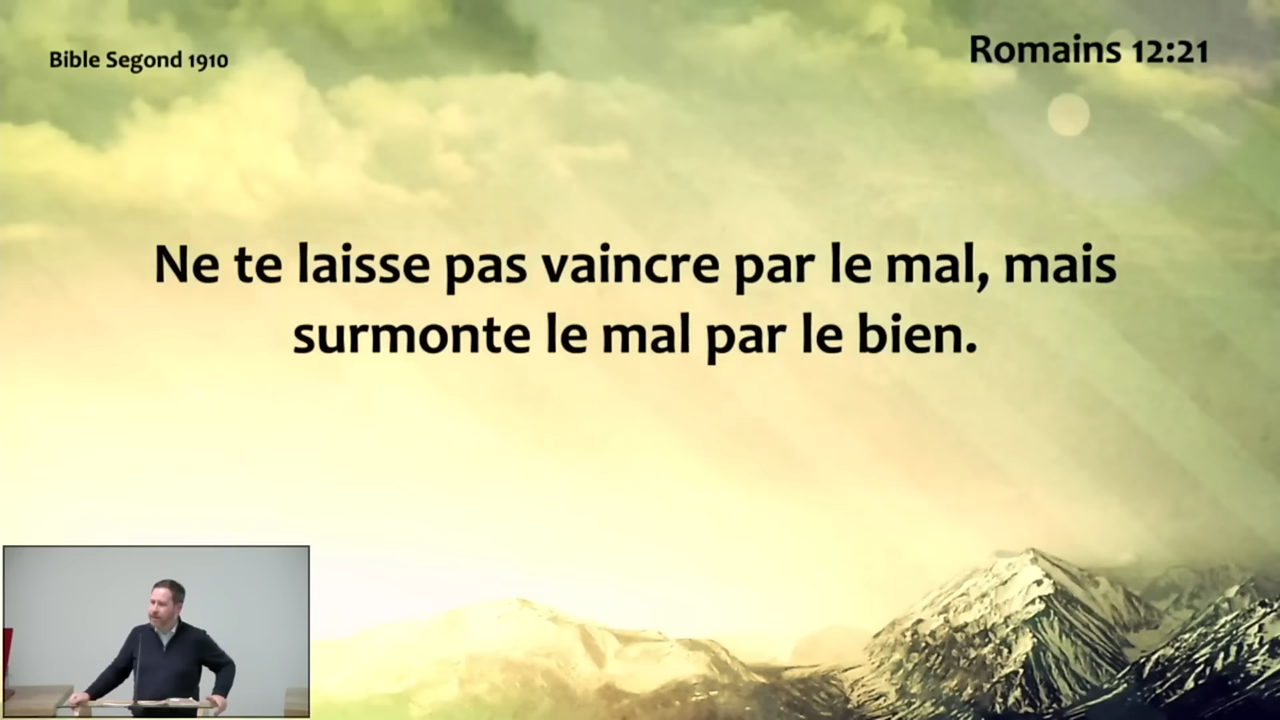 Bible Segond 1910
Romains 12:21
Ne te laisse pas vaincre par le mal, mais
surmonte le mal par le bien.